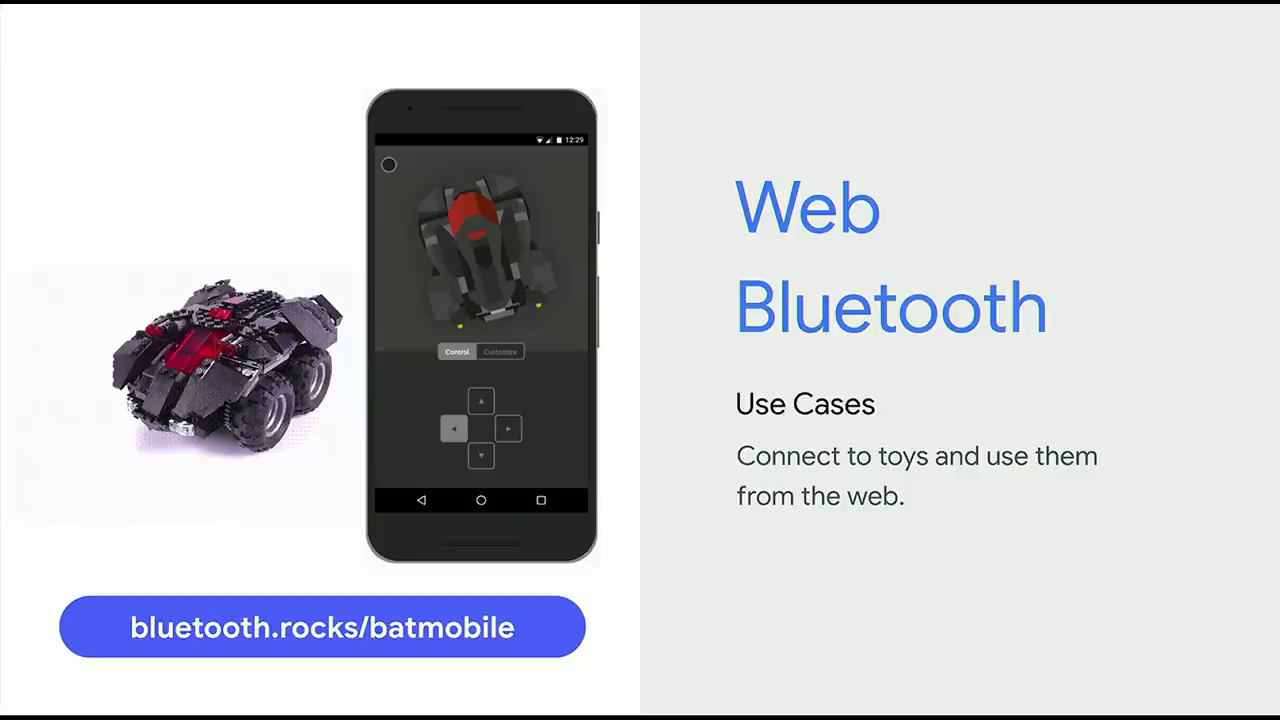 12:29
Control Customize
bluetooth.rocks/batmobile
Web
Bluetooth
Use Cases
Connect to toys and use them
from the web.